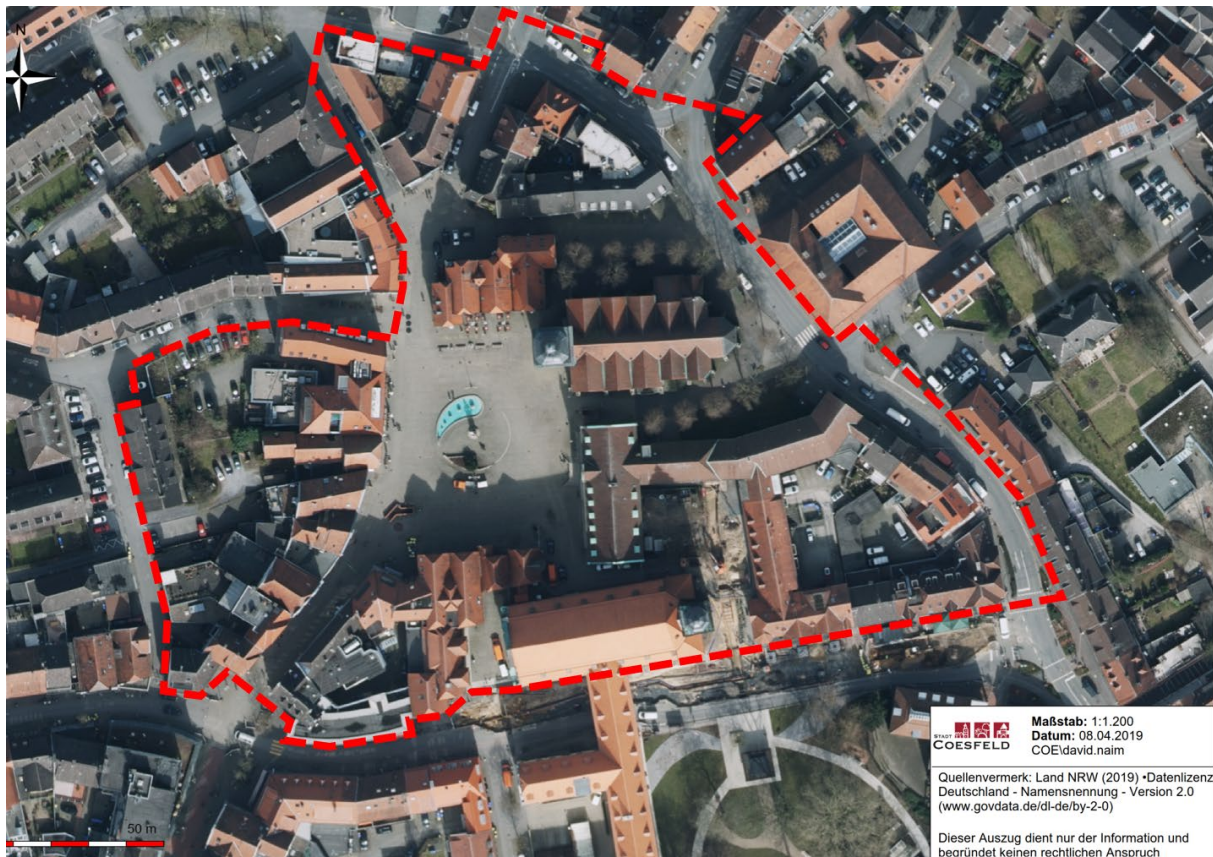 N
STADT
COESFELD
Maßstab: 1:1.200
Datum: 08.04.2019
COE\david.naim
Quellenvermerk: Land NRW (2019) •Datenlizenz
Deutschland - Namensnennung - Version 2.0
(www.govdata.de/dl-de/by-2-0)
Dieser Auszug dient nur der Information und
begründet keinen rechtlichen Anspruch
50 m